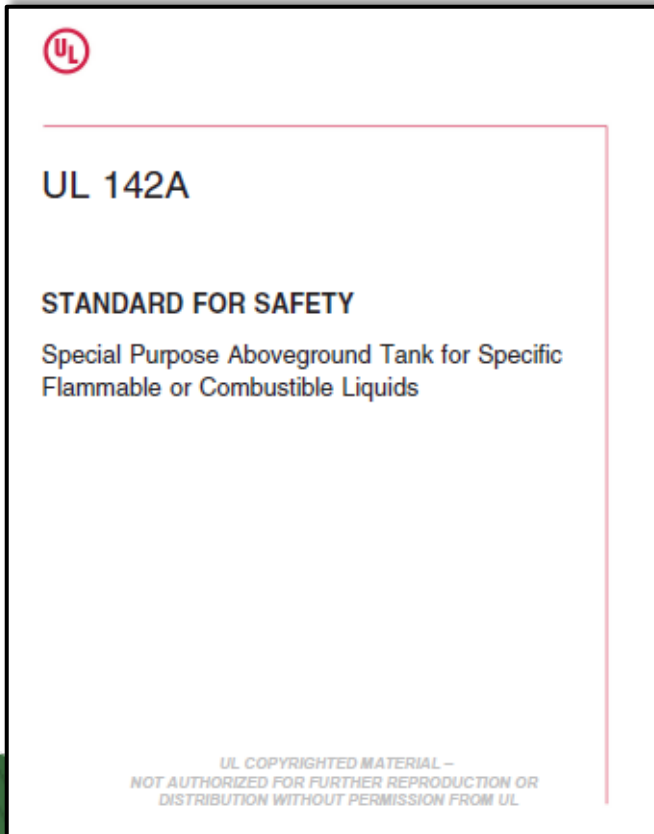 UL
UL 142A
STANDARD FOR SAFETY
Special Purpose Aboveground Tank for Specific
Flammable or Combustible Liquids
UL COPYRIGHTED MATERIAL –
NOT AUTHORIZED FOR FURTHER REPRODUCTION OR
DISTRIBUTION WITHOUT PERMISSION FROM UL